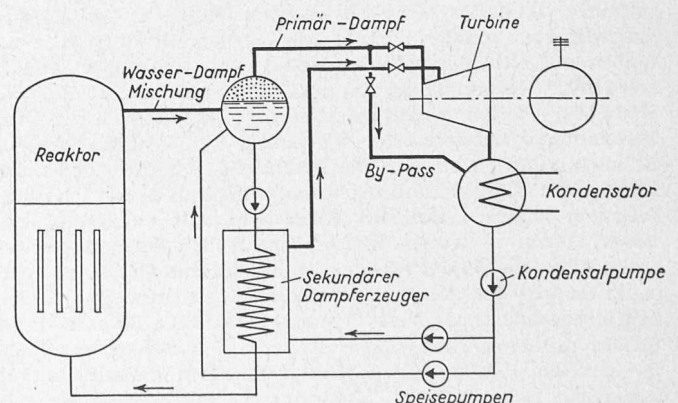 Primär-Dampf
Turbine
Wasser-Dampf
Mischung
Reaktor
By-Pass
Kondensator
Sekundärer
Dampferzeuger
Kondensatpumpe
Speisepumpen